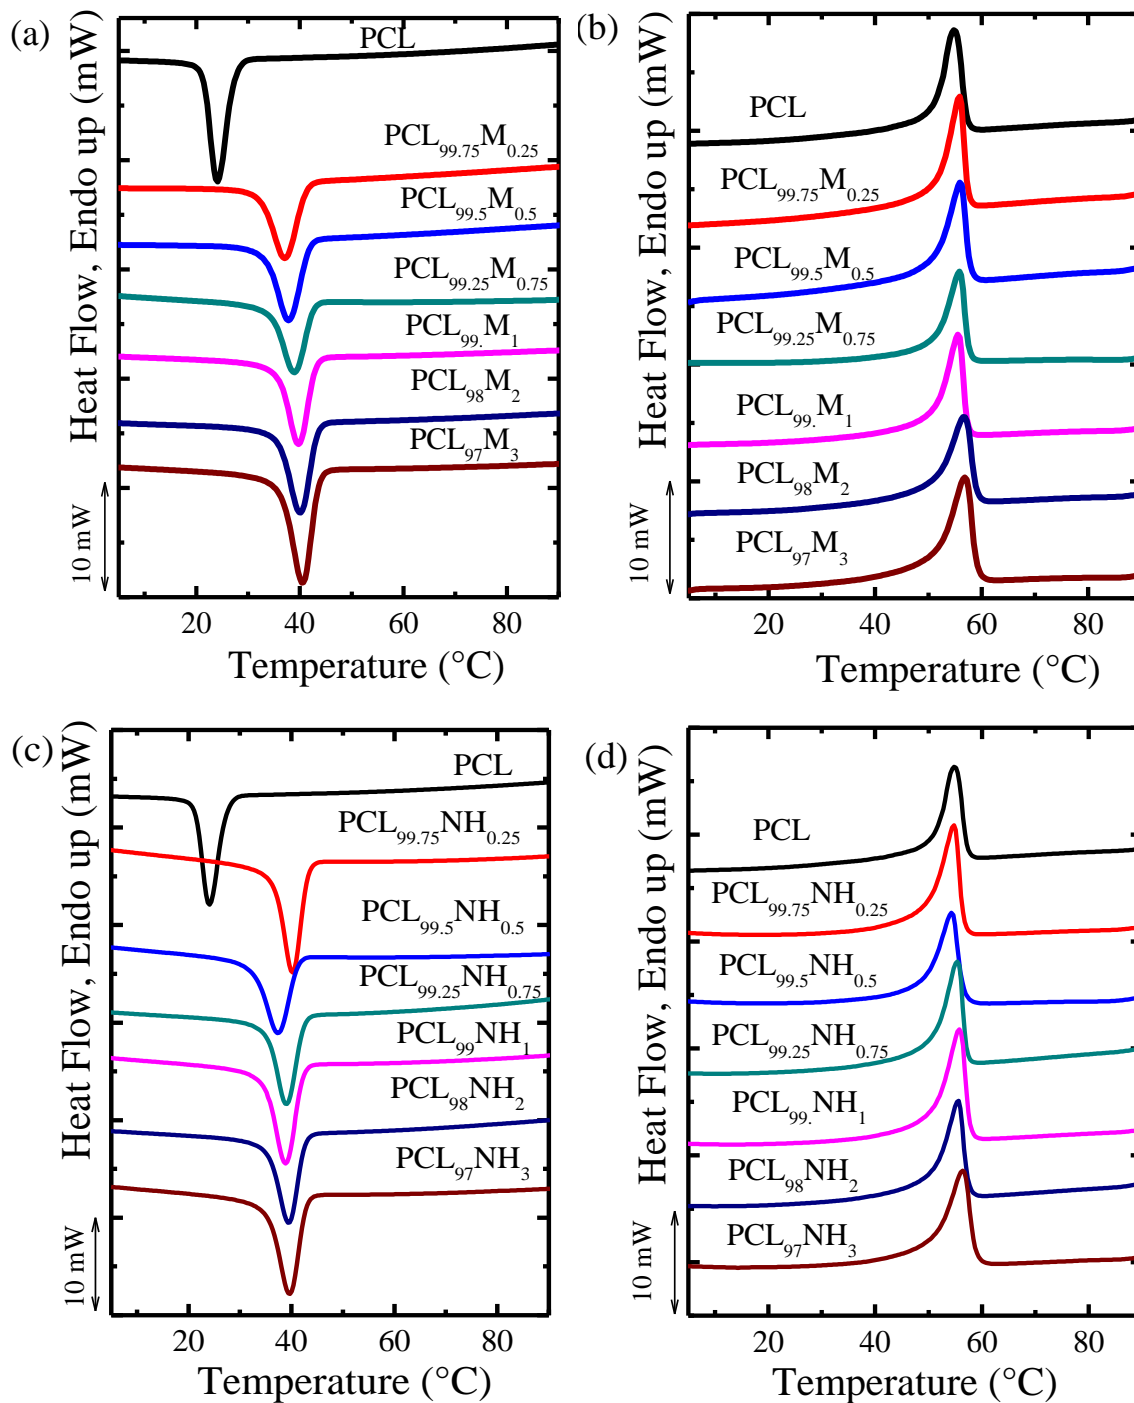 (a)
Heat Flow, Endo up (mW)
PCL
PCL99.75M0.25
PCL99.5M0.5
PCL99.25M0.75
PCL99.M1
PCL98M2
PCL97M3
10 mW
20 40 60 80
Temperature (°C)
(b)
Heat Flow, Endo up (mW)
PCL
PCL99.75M0.25
PCL99.5M0.5
PCL99.25M0.75
PCL99.M1
PCL98M2
PCL97M3
10 mW
20 40 60 80
Temperature (°C)
(c)
Heat Flow, Endo up (mW)
PCL
PCL99.75NH0.25
PCL99.5NH0.5
PCL99.25NH0.75
PCL99NH1
PCL98NH2
PCL97NH3
10 mW
20 40 60 80
Temperature (°C)
(d)
Heat Flow, Endo up (mW)
PCL
PCL99.75NH0.25
PCL99.5NH0.5
PCL99.25NH0.75
PCL99.NH1
PCL98NH2
PCL97NH3
10 mW
20 40 60 80
Temperature (°C)